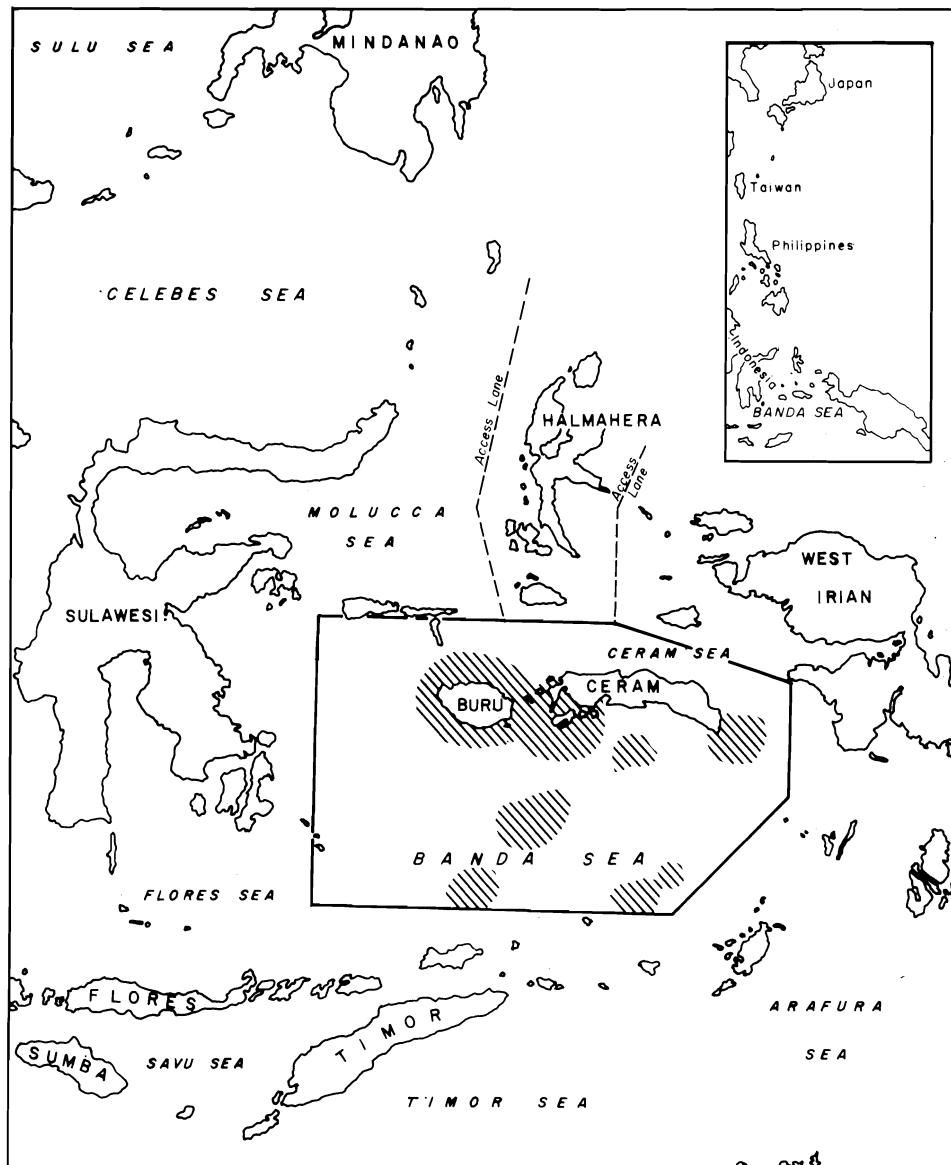 SULU SEA
MINDANAO
Japan
Taiwan
Philippines
Indonesia
BANDA SEA
CELEBES SEA
Access Lane
HALMAHERA
Access
Lane
MOLUCCA
SEA
WEST
IRIAN
SULAWESI
CERAM SEA
CERAM
BURU
BANDA SEA
FLORES SEA
FLORES
TIMOR
ARAFURA
SEA
SUMBA
SAVU SEA
TIMOR SEA